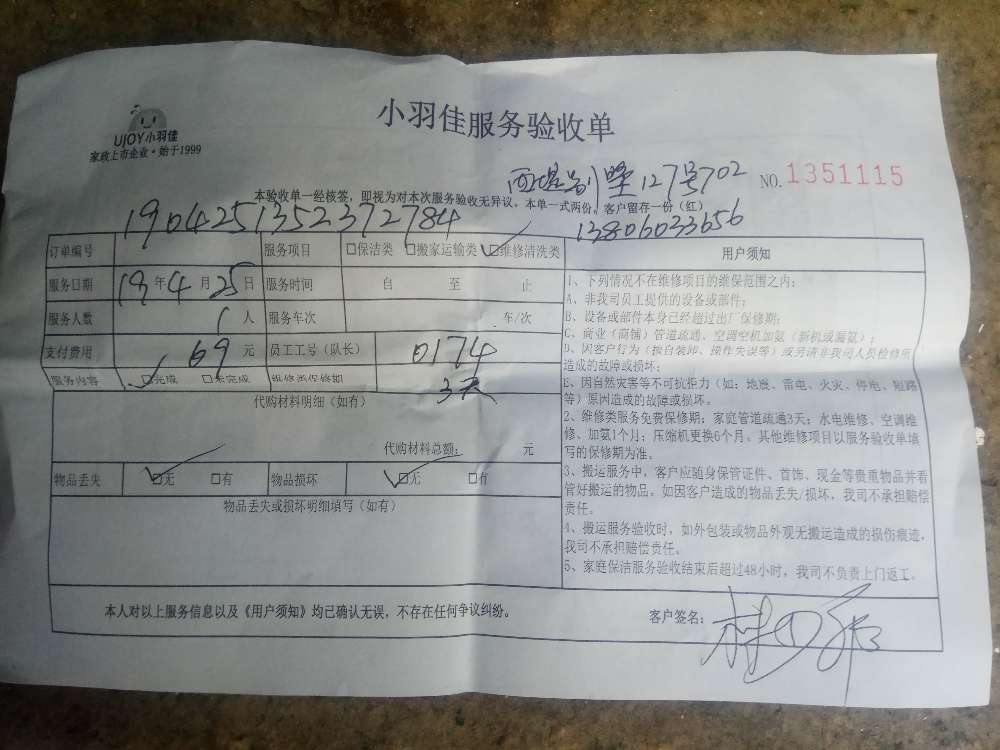 UJOY小羽佳
家政上市企业·始于1999
小羽佳服务验收单
西堤别墅127号702
NO.1351115
本验收单一经核签，即视为对本次服务验收无异议。本单一式两份，客户留存一份（红）
1904251352372784
13806033656
订单编号 服务项目 □保洁类 □搬家运输类 □维修清洗类
服务日期 19年4月25日 服务时间 自 至 止
服务人数 1人 服务车次 车/次
支付费用 69元 员工工号（队长） 0174
服务内容 □完成 □未完成 维修类保修期 3天
代购材料明细（如有）
代购材料总额： 元
物品丢失 □无 □有 物品损坏 □无 □有
物品丢失或损坏明细填写（如有）
用户须知
1、下列情况不在维修项目的维保范围之内：
A、非我司员工提供的设备或部件；
B、设备或部件本身已经超过出厂保修期；
C、商业（商铺）管道疏通、空调空机加氨（新机或漏氨）；
D、因客户行为（擅自装卸、操作失误等）或另请非我司人员检修所
造成的故障或损坏；
E、因自然灾害等不可抗拒力（如：地震、雷电、火灾、停电、短路
等）原因造成的故障或损坏。
2、维修类服务免费保修期：家庭管道疏通3天；水电维修、空调维
修、加氨1个月；压缩机更换6个月。其他维修项目以服务验收单填
写的保修期为准。
3、搬运服务中，客户应随身保管证件、首饰、现金等贵重物品并看
管好搬运的物品。如因客户造成的物品丢失/损坏，我司不承担赔偿
责任。
4、搬运服务验收时，如外包装或物品外观无搬运造成的损伤痕迹，
我司不承担赔偿责任。
5、家庭保洁服务验收结束后超过48小时，我司不负责上门返工。
本人对以上服务信息以及《用户须知》均已确认无误，不存在任何争议纠纷。
客户签名：